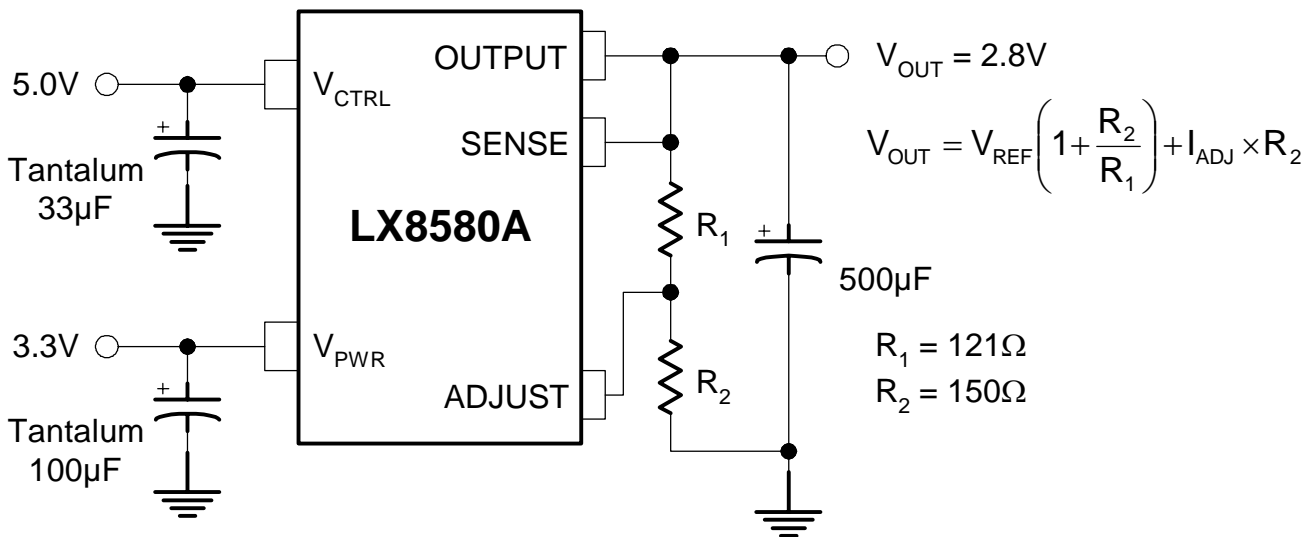 OUTPUT
V_OUT = 2.8V
5.0V
V_CTRL
+
SENSE
V_OUT = V_REF (1 + R_2 / R_1) + I_ADJ × R_2
Tantalum
33µF
LX8580A
R_1
+
500µF
3.3V
V_PWR
R_1 = 121Ω
+
ADJUST
R_2
R_2 = 150Ω
Tantalum
100µF